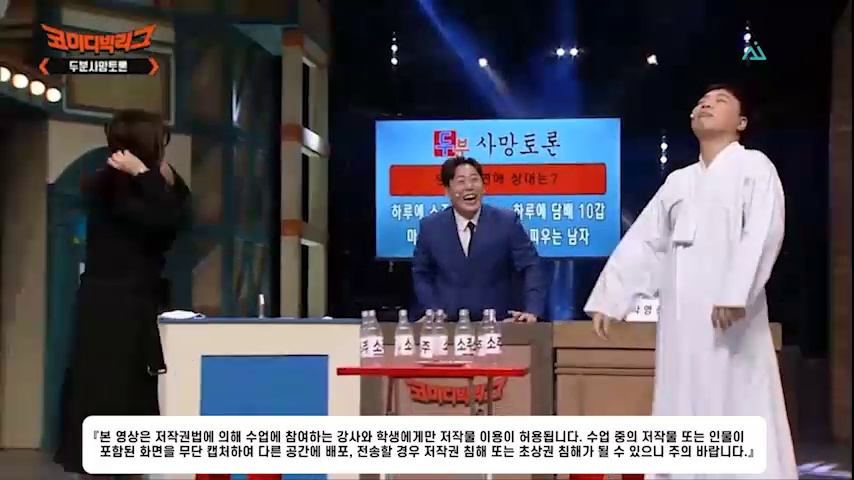 코미디빅리그
두분사망토론
두분 사망토론
연애 상대는?
하루에 소주
하루에 담배 10갑
피우는 남자
소주
소
주
소주
소
코미디빅리그
『본 영상은 저작권법에 의해 수업에 참여하는 강사와 학생에게만 저작물 이용이 허용됩니다. 수업 중의 저작물 또는 인물이
포함된 화면을 무단 캡처하여 다른 공간에 배포, 전송할 경우 저작권 침해 또는 초상권 침해가 될 수 있으니 주의 바랍니다.』